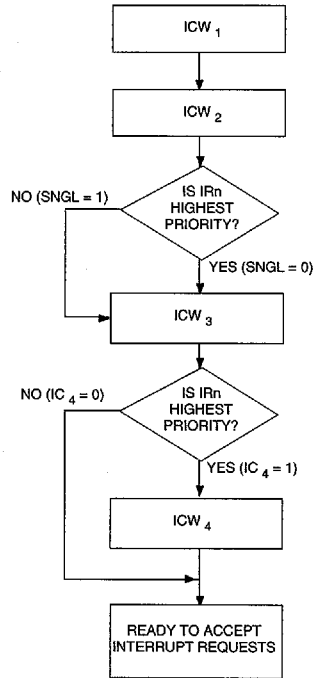 ICW 1
ICW 2
IS IRn
HIGHEST
PRIORITY?
NO (SNGL = 1)
YES (SNGL = 0)
ICW 3
IS IRn
HIGHEST
PRIORITY?
NO (IC 4 = 0)
YES (IC 4 = 1)
ICW 4
READY TO ACCEPT
INTERRUPT REQUESTS